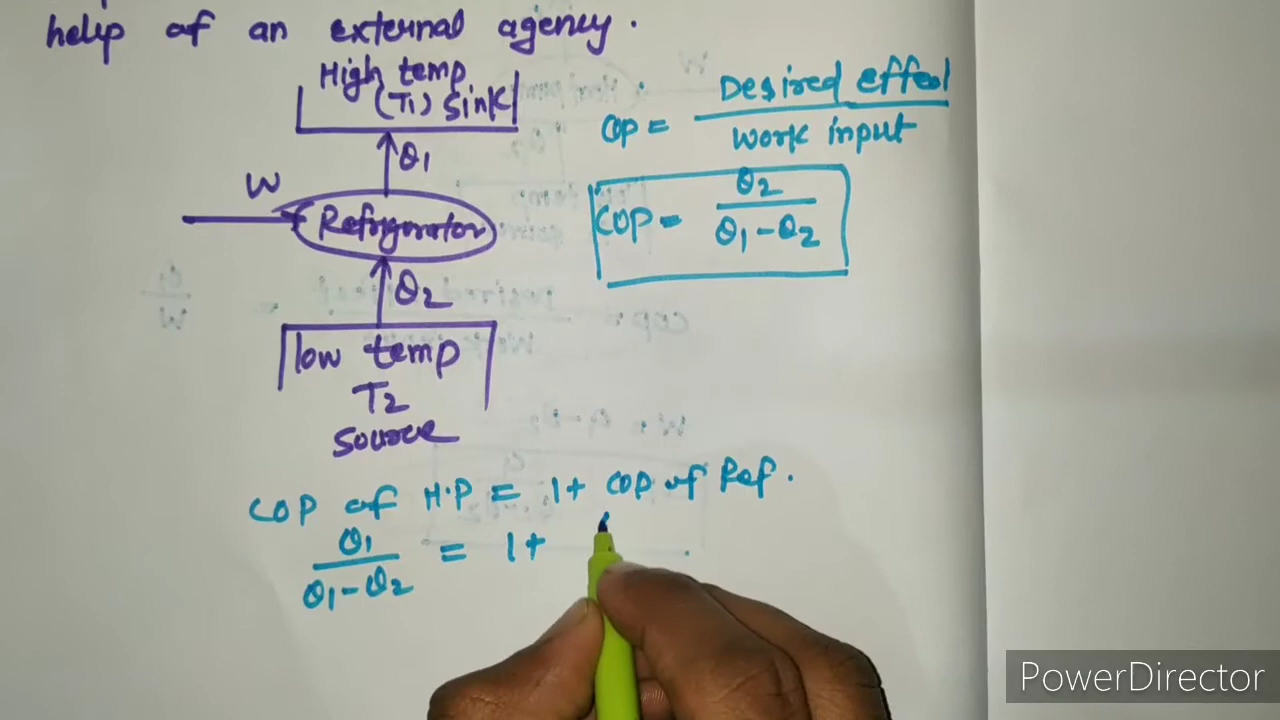 help of an external agency.
High temp
(T1) Sink
Q1
W
Refrigerator
Q2
low temp
T2
Source
COP = Desired effect / Work input
COP = Q2 / Q1-Q2
COP of H.P = 1+ COP of Ref.
Q1 / Q1-Q2 = 1+
PowerDirector